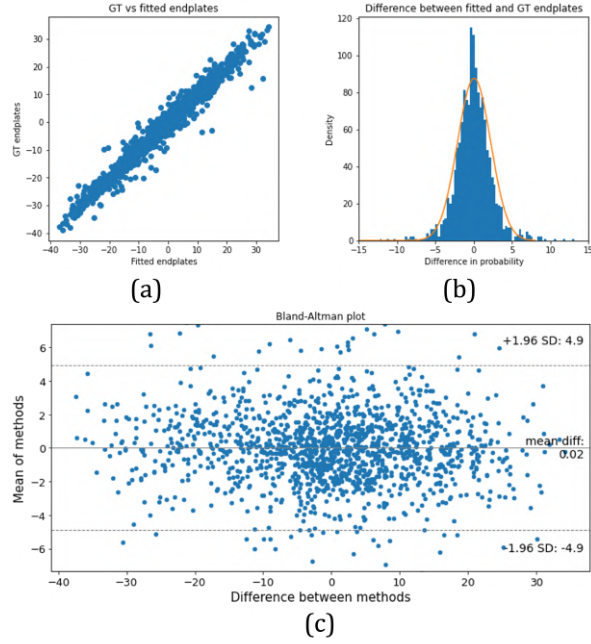 GT vs fitted endplates
GT endplates
30
20
10
0
−10
−20
−30
−40
−40 −30 −20 −10 0 10 20 30
Fitted endplates
(a)
Difference between fitted and GT endplates
Density
120
100
80
60
40
20
0
−15 −10 −5 0 5 10 15
Difference in probability
(b)
Bland-Altman plot
Mean of methods
6
4
2
0
−2
−4
−6
+1.96 SD: 4.9
mean diff:
0.02
-1.96 SD: -4.9
−40 −30 −20 −10 0 10 20 30
Difference between methods
(c)